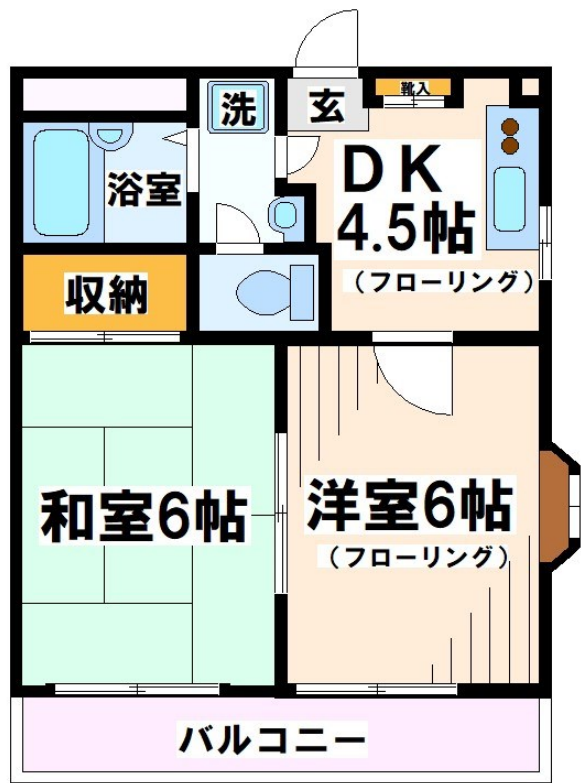 靴入
洗
玄
DK
4.5帖
(フローリング)
浴室
収納
和室6帖
洋室6帖
(フローリング)
バルコニー